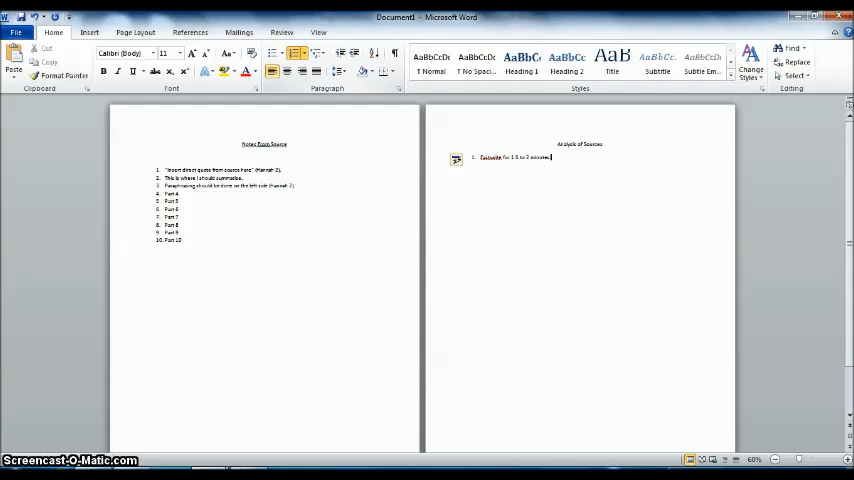 Document1 - Microsoft Word
File Home Insert Page Layout References Mailings Review View
Paste
Cut
Copy
Format Painter
Clipboard
Calibri (Body) 11
Font
Paragraph
AaBbCcDc AaBbCcDc AaBbC AaBbCc AaB AaBbCc. AaBbCcDc
¶ Normal ¶ No Spaci... Heading 1 Heading 2 Title Subtitle Subtle Em...
Change
Styles
Styles
Find
Replace
Select
Editing
Notes From Source
1. "Insert direct quote from source here" (Hannah 2).
2. This is where I should summarize.
3. Paraphrasing should be done on the left side (Hannah 2).
4. Part 4
5. Part 5
6. Part 6
7. Part 7
8. Part 8
9. Part 9
10. Part 10
Analysis of Sources
1. for 1.5 to 2 minutes
60%
Screencast-O-Matic.com